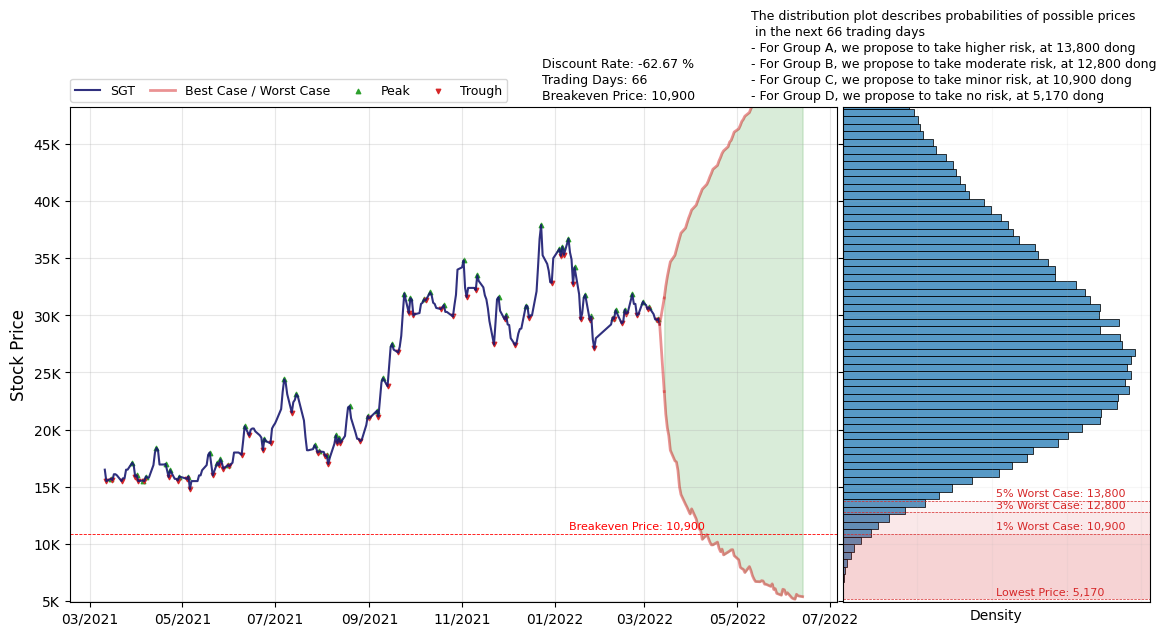 The distribution plot describes probabilities of possible prices
in the next 66 trading days
- For Group A, we propose to take higher risk, at 13,800 dong
- For Group B, we propose to take moderate risk, at 12,800 dong
- For Group C, we propose to take minor risk, at 10,900 dong
- For Group D, we propose to take no risk, at 5,170 dong
Discount Rate: -62.67 %
Trading Days: 66
Breakeven Price: 10,900
SGT
Best Case / Worst Case
Peak
Trough
Stock Price
45K
40K
35K
30K
25K
20K
15K
10K
5K
Breakeven Price: 10,900
03/2021
05/2021
07/2021
09/2021
11/2021
01/2022
03/2022
05/2022
07/2022
5% Worst Case: 13,800
3% Worst Case: 12,800
1% Worst Case: 10,900
Lowest Price: 5,170
Density